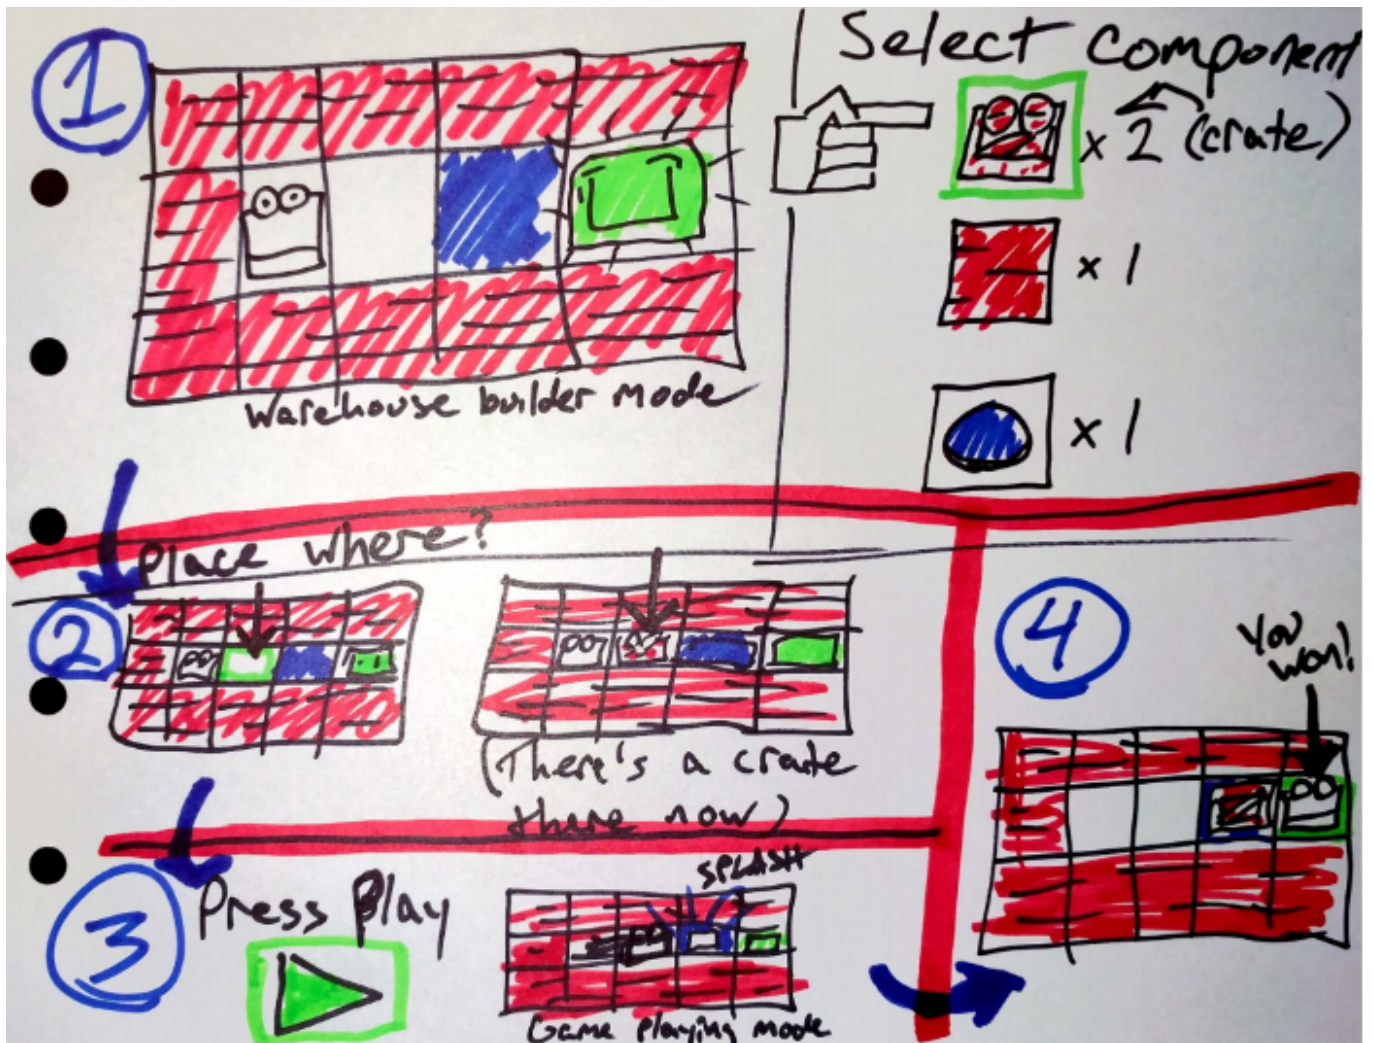 1
Warehouse builder mode
Select Component
x 2 (crate)
x 1
x 1
Place where?
2
(There's a crate
there now)
3
Press Play
SPLASH
Game playing mode
4
You
won!